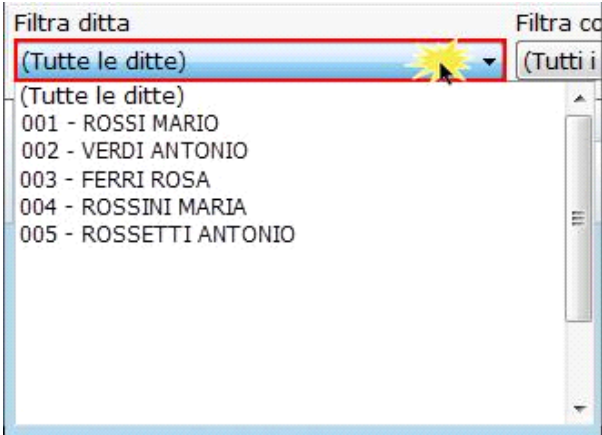 Filtra ditta Filtra co
(Tutte le ditte) (Tutti i
(Tutte le ditte)
001 - ROSSI MARIO
002 - VERDI ANTONIO
003 - FERRI ROSA
004 - ROSSINI MARIA
005 - ROSSETTI ANTONIO